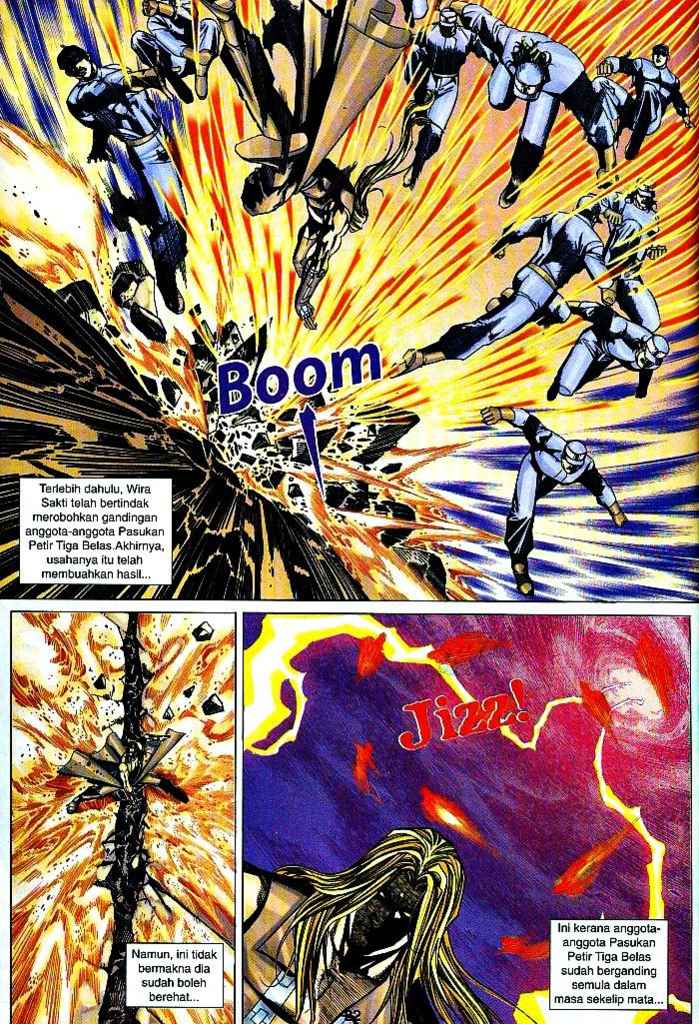 Boom
Terlebih dahulu, Wira
Sakti telah bertindak
merobohkan gandingan
anggota-anggota Pasukan
Petir Tiga Belas.Akhirnya,
usahanya itu telah
membuahkan hasil...
Jizz!
Namun, ini tidak
bermakna dia
sudah boleh
berehat...
Ini kerana anggota-
anggota Pasukan
Petir Tiga Belas
sudah berganding
semula dalam
masa sekelip mata...